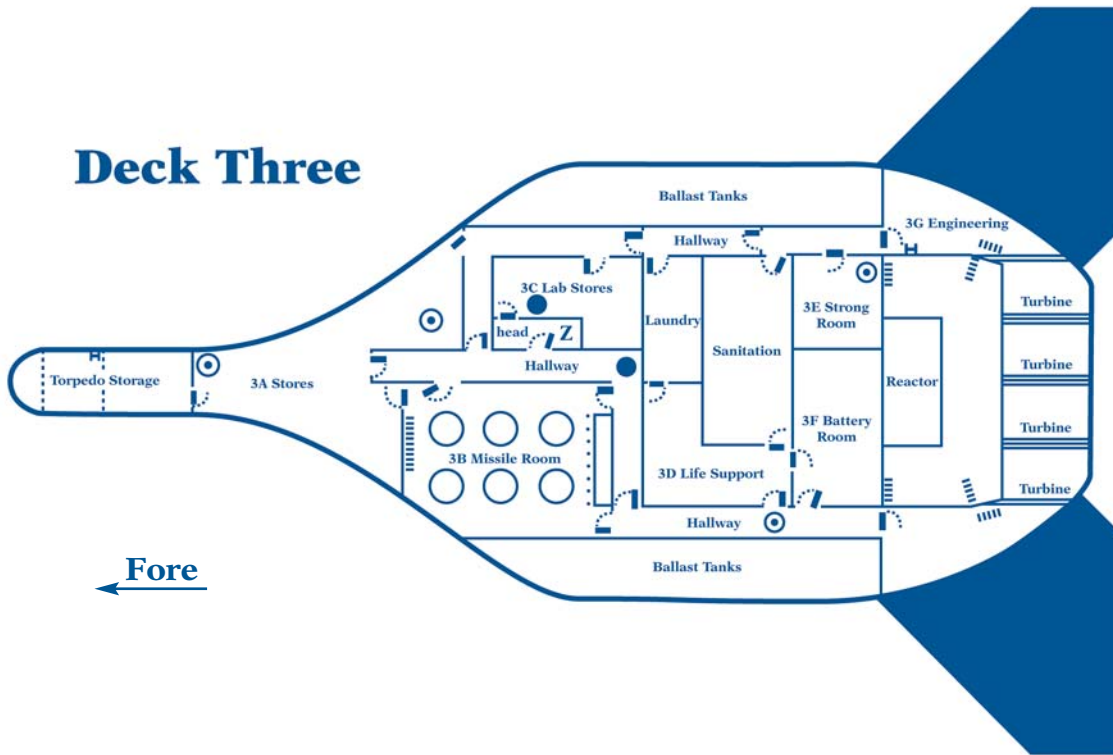 Deck Three
Ballast Tanks
3G Engineering
Hallway
3C Lab Stores
3E Strong
Room
Turbine
head
Z
Laundry
Sanitation
Hallway
Torpedo Storage
3A Stores
Reactor
Turbine
3F Battery
Room
Turbine
3B Missile Room
3D Life Support
Turbine
Hallway
Ballast Tanks
Fore